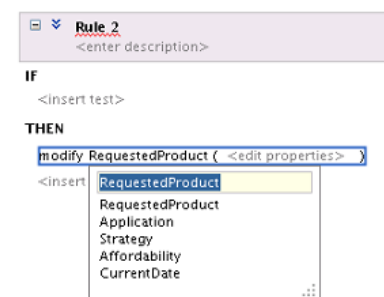 Rule 2
<enter description>
IF
<insert test>
THEN
modify RequestedProduct ( <edit properties> )
<insert
RequestedProduct
RequestedProduct
Application
Strategy
Affordability
CurrentDate